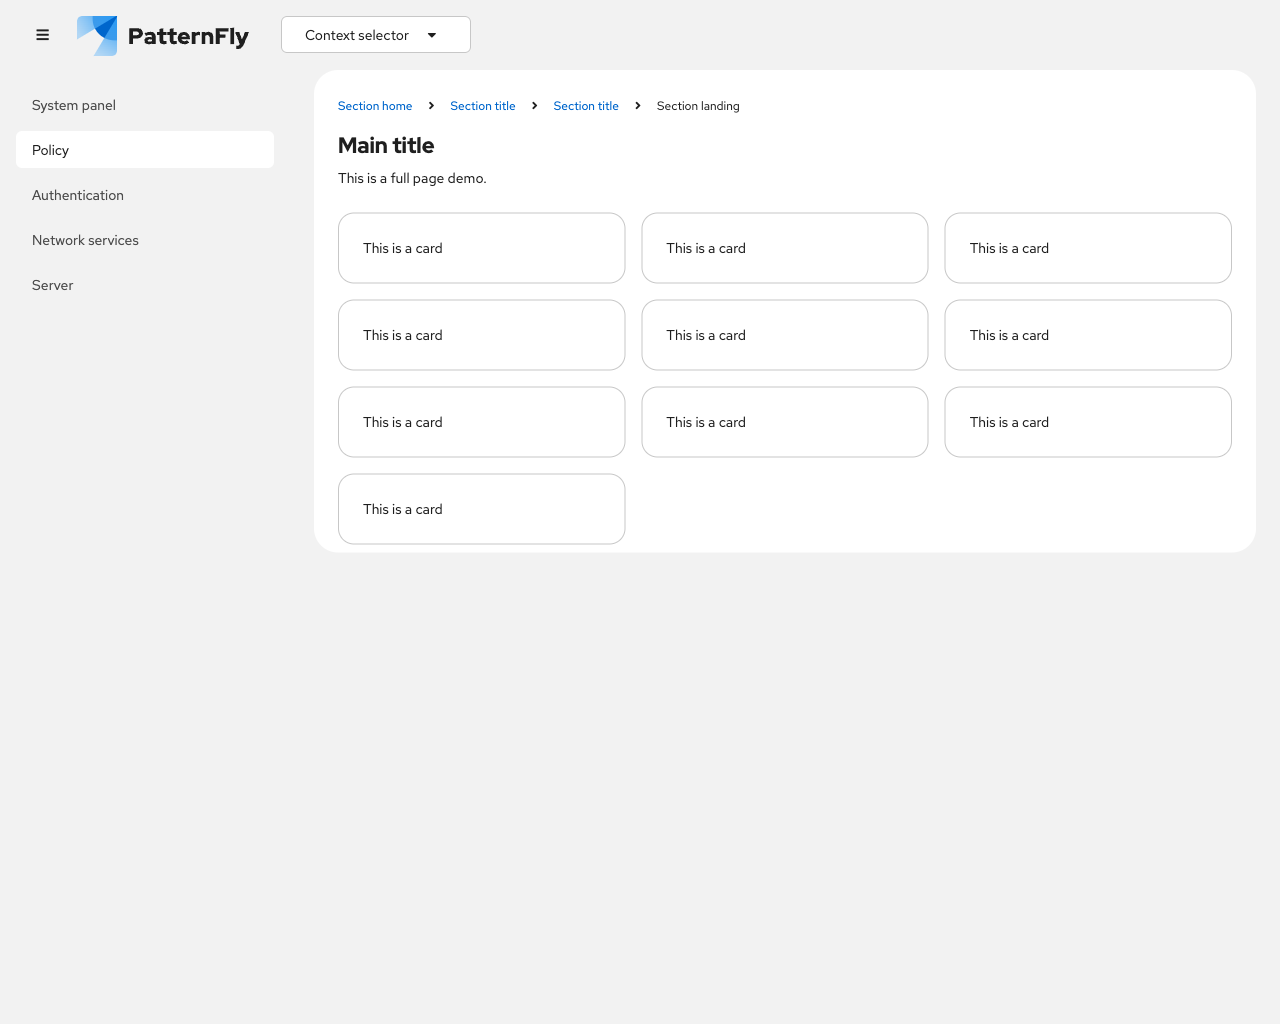 PatternFly
Context selector
System panel
Policy
Authentication
Network services
Server
Section home Section title Section title Section landing
Main title
This is a full page demo.
This is a card This is a card This is a card
This is a card This is a card This is a card
This is a card This is a card This is a card
This is a card